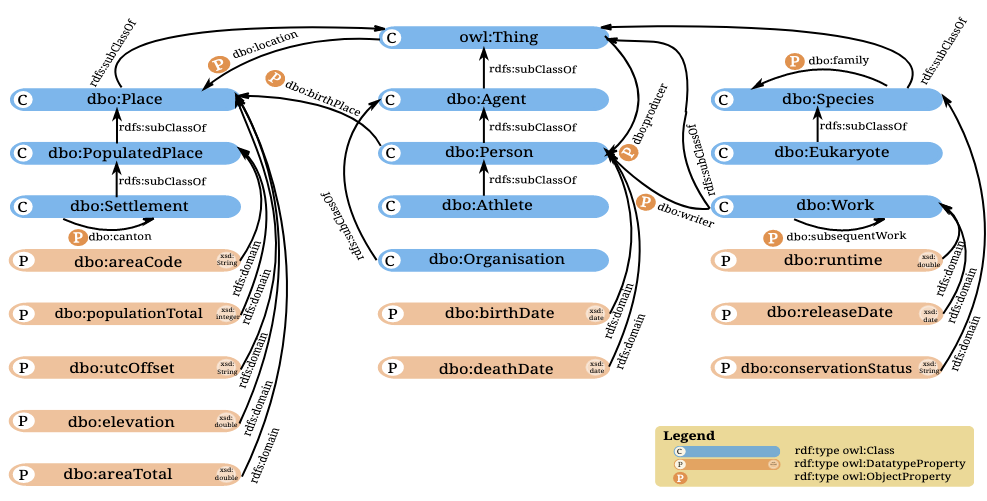 rdfs:subClassOf
P dbo:location
C owl:Thing
rdfs:subClassOf
rdfs:subClassOf
P dbo:birthPlace
P dbo:producer
P dbo:family
C dbo:Place
C dbo:Agent
C dbo:Species
rdfs:subClassOf
rdfs:subClassOf
rdfs:subClassOf
rdfs:subClassOf
C dbo:PopulatedPlace
C dbo:Person
C dbo:Eukaryote
rdfs:subClassOf
rdfs:subClassOf
rdfs:subClassOf
P dbo:writer
C dbo:Settlement
C dbo:Athlete
C dbo:Work
P dbo:canton
P dbo:subsequentWork
P dbo:areaCode xsd: String
rdfs:domain
C dbo:Organisation
P dbo:runtime xsd: double
rdfs:domain
P dbo:populationTotal xsd: integer
rdfs:domain
P dbo:birthDate xsd: date
rdfs:domain
P dbo:releaseDate xsd: date
rdfs:domain
P dbo:utcOffset xsd: String
rdfs:domain
P dbo:deathDate xsd: date
rdfs:domain
P dbo:conservationStatus xsd: String
rdfs:domain
P dbo:elevation xsd: double
rdfs:domain
P dbo:areaTotal xsd: double
rdfs:domain
Legend
C rdf:type owl:Class
P rdf:type owl:DatatypeProperty
P rdf:type owl:ObjectProperty